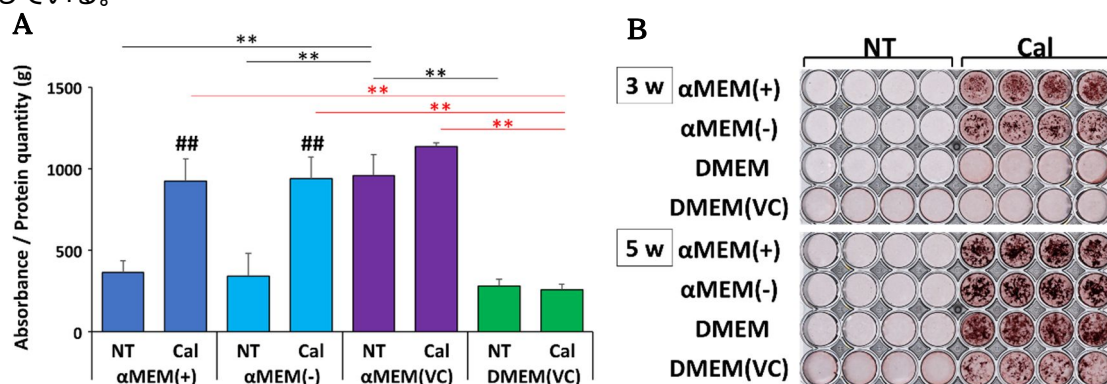 A
**
**
**
**
**
**
Absorbance / Protein quantity (g)
1500
1000
500
0
##
##
NT Cal NT Cal NT Cal NT Cal
αMEM(+) αMEM(-) αMEM(VC) DMEM(VC)
B
NT Cal
3 w αMEM(+)
αMEM(-)
DMEM
DMEM(VC)
5 w αMEM(+)
αMEM(-)
DMEM
DMEM(VC)